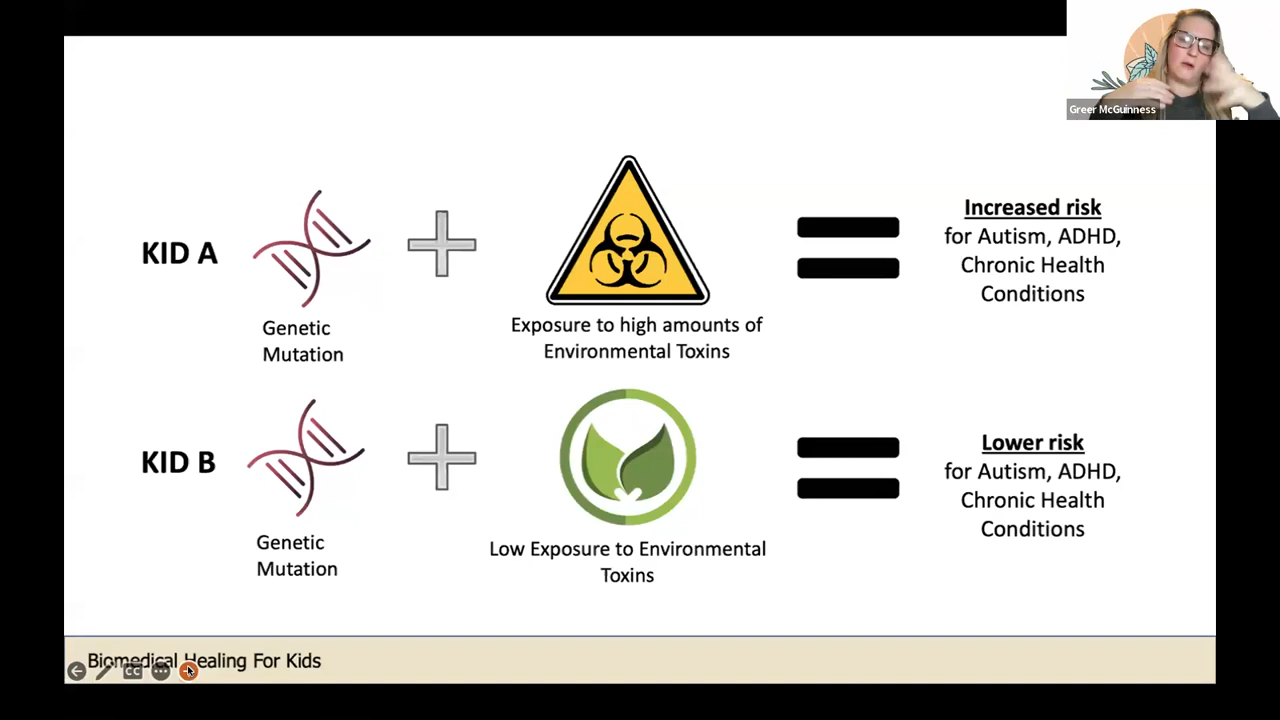 Greer McGuinness
KID A
Genetic
Mutation
Exposure to high amounts of
Environmental Toxins
Increased risk
for Autism, ADHD,
Chronic Health
Conditions
KID B
Genetic
Mutation
Low Exposure to Environmental
Toxins
Lower risk
for Autism, ADHD,
Chronic Health
Conditions
Biomedical Healing For Kids
CC